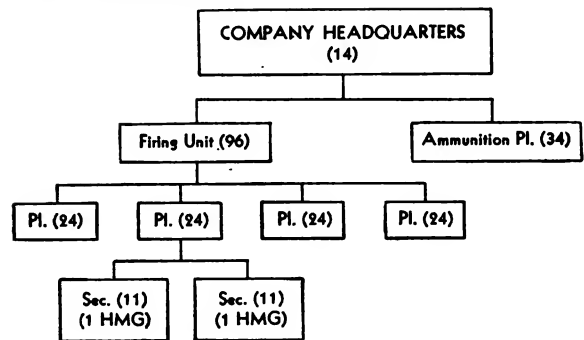 COMPANY HEADQUARTERS
(14)
Firing Unit (96)
Ammunition Pl. (34)
Pl. (24)
Pl. (24)
Pl. (24)
Pl. (24)
Sec. (11)
(1 HMG)
Sec. (11)
(1 HMG)